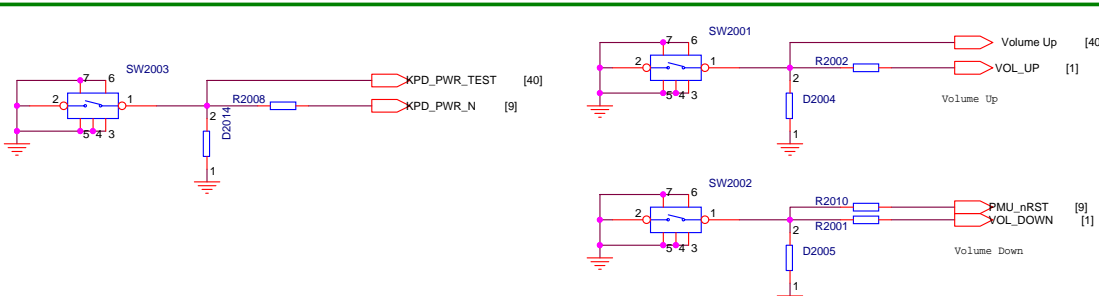 SW2003
7 6
2 1
5 4 3
KPD_PWR_TEST [40]
R2008
KPD_PWR_N [9]
2
D2014
1
SW2001
7 6
2 1
5 4 3
Volume Up [40
R2002
VOL_UP [1]
2
D2004
Volume Up
1
SW2002
7 6
2 1
5 4 3
R2010
PMU_nRST [9]
R2001
VOL_DOWN [1]
2
D2005
Volume Down
1